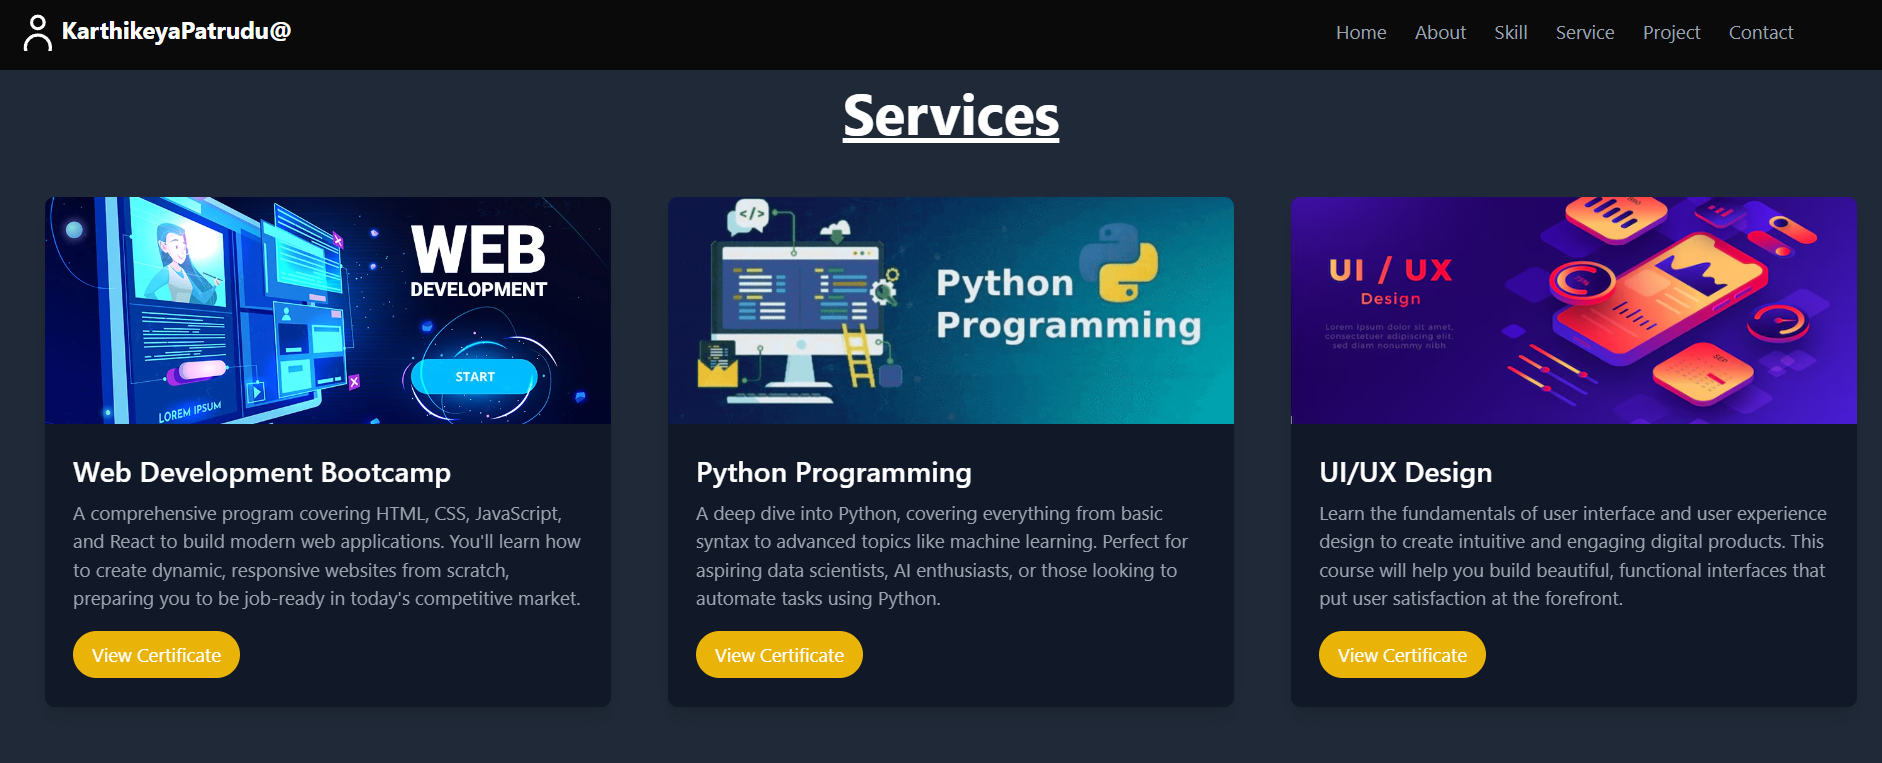 KarthikeyaPatrudu@
Home About Skill Service Project Contact
Services
WEB
DEVELOPMENT
START
LOREM IPSUM
Web Development Bootcamp
A comprehensive program covering HTML, CSS, JavaScript,
and React to build modern web applications. You'll learn how
to create dynamic, responsive websites from scratch,
preparing you to be job-ready in today's competitive market.
View Certificate
</>
Python
Programming
Python Programming
A deep dive into Python, covering everything from basic
syntax to advanced topics like machine learning. Perfect for
aspiring data scientists, AI enthusiasts, or those looking to
automate tasks using Python.
View Certificate
UI / UX
Design
Lorem ipsum dolor sit amet,
consectetuer adipiscing elit,
sed diam nonummy nibh
SEP
UI/UX Design
Learn the fundamentals of user interface and user experience
design to create intuitive and engaging digital products. This
course will help you build beautiful, functional interfaces that
put user satisfaction at the forefront.
View Certificate